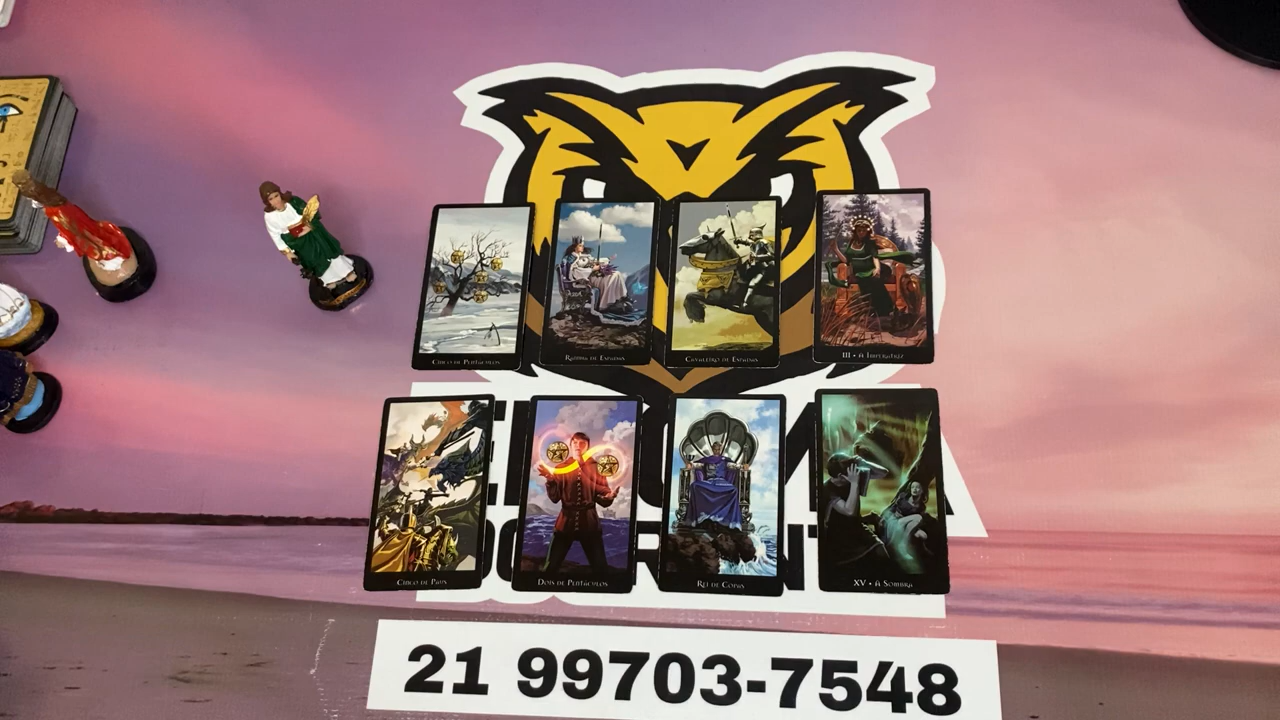 CINCO DE PENTÁCULOS
RAINHA DE ESPADAS
CAVALEIRO DE ESPADAS
III • A IMPERATRIZ
CINCO DE PAUS
DOIS DE PENTÁCULOS
REI DE COPAS
XV • A SOMBRA
21 99703-7548